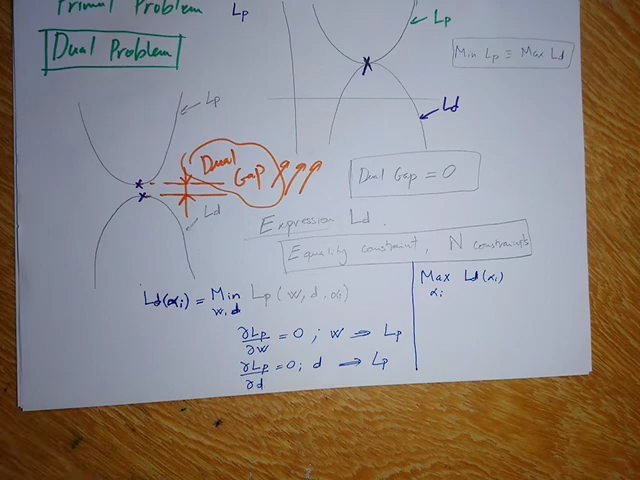 Primal Problem Lp
Dual Problem
Lp
Lp
Min Lp ≡ Max Ld
Ld
Dual
Gap
Dual Gap = 0
Ld
Expression Ld.
Equality constraint, N constraints
Ld(αi) = Min Lp (w, d, αi)
w, d
Max Ld(αi)
αi
∂Lp/∂w = 0 ; w → Lp
∂Lp/∂d = 0 ; d → Lp